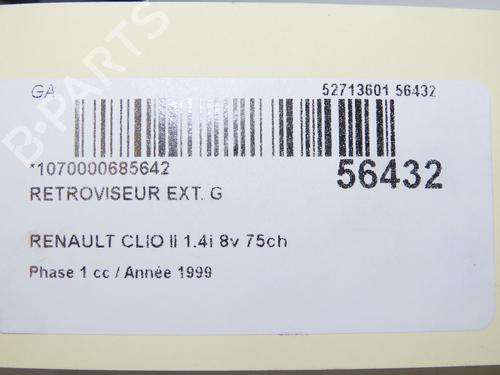 B-PARTS
GA 52713601 56432
*1070000685642
56432
RETROVISEUR EXT. G
RENAULT CLIO II 1.4i 8v 75ch
Phase 1 cc / Année 1999